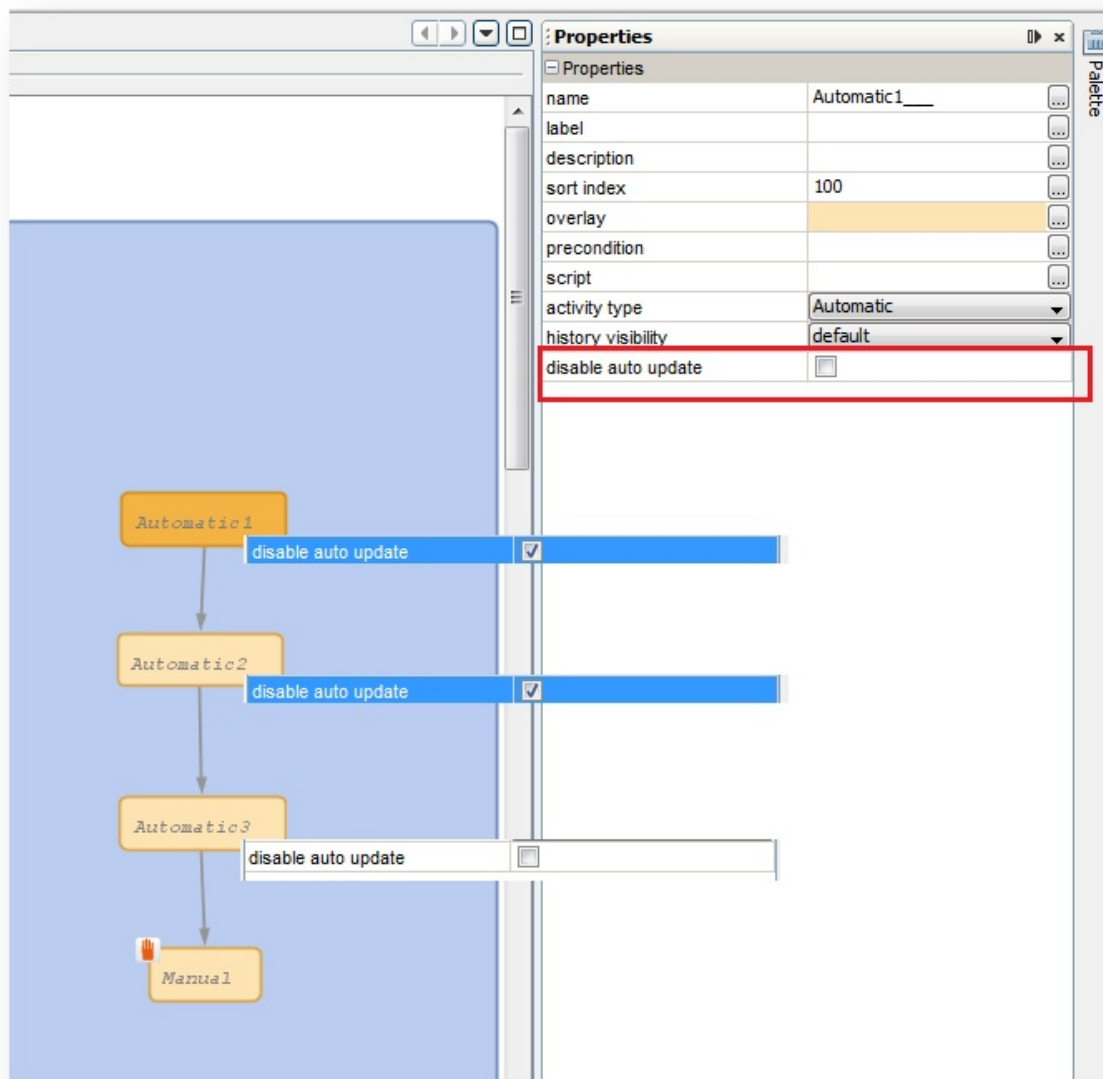 Properties
Palette
Properties
name Automatic1___ ...
label ...
description ...
sort index 100 ...
overlay ...
precondition ...
script ...
activity type Automatic
history visibility default
disable auto update
Automatic1
disable auto update
Automatic2
disable auto update
Automatic3
disable auto update
Manual